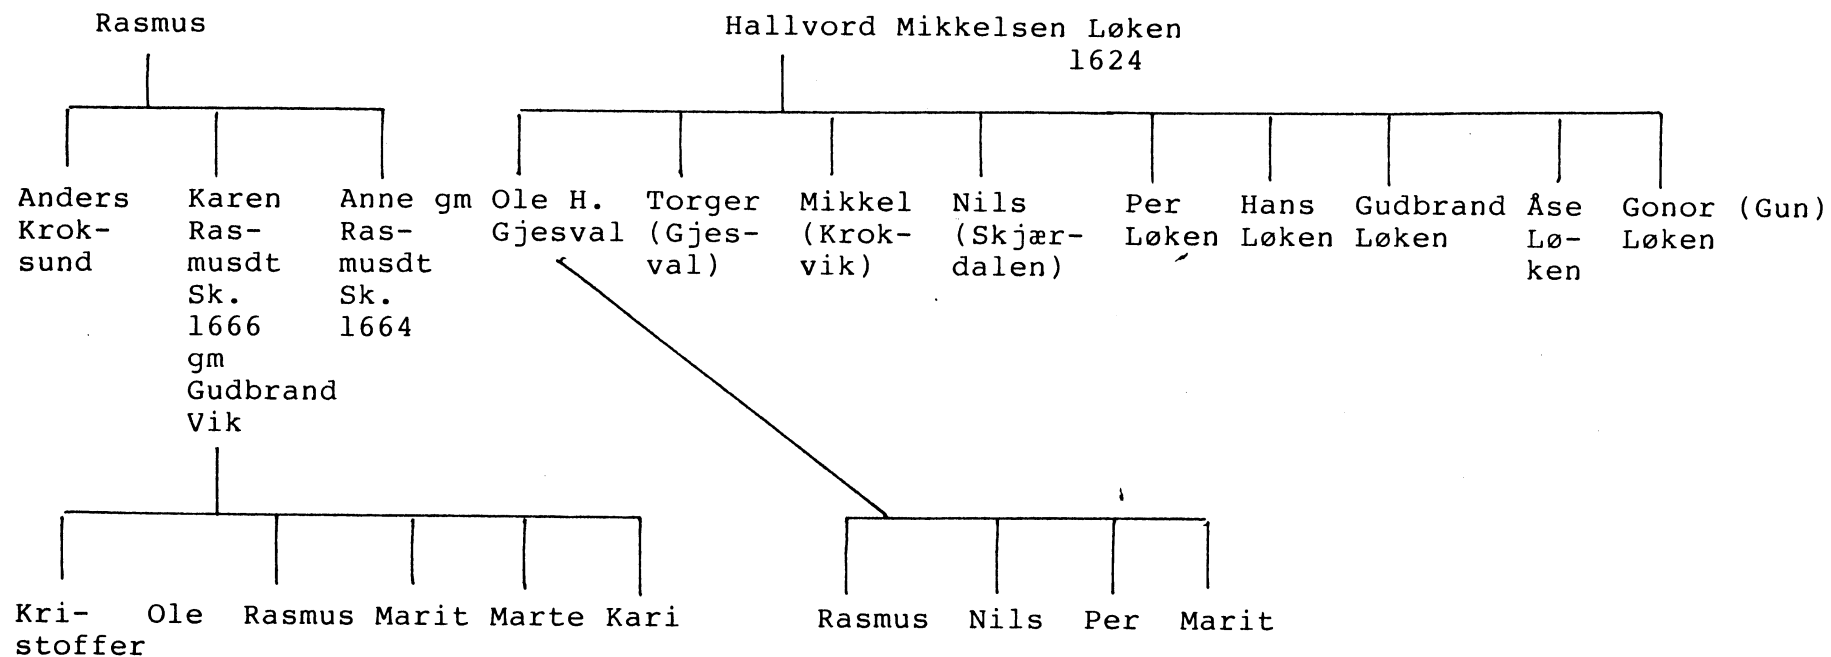 Rasmus
Hallvord Mikkelsen Løken
1624
Anders
Krok-
sund
Karen
Ras-
musdt
Sk.
1666
gm
Gudbrand
Vik
Anne gm
Ras-
musdt
Sk.
1664
Ole H.
Gjesval
Torger
(Gjes-
val)
Mikkel
(Krok-
vik)
Nils
(Skjær-
dalen)
Per
Løken
Hans
Løken
Gudbrand
Løken
Åse
Lø-
ken
Gonor (Gun)
Løken
Kri-
stoffer
Ole
Rasmus
Marit
Marte
Kari
Rasmus
Nils
Per
Marit